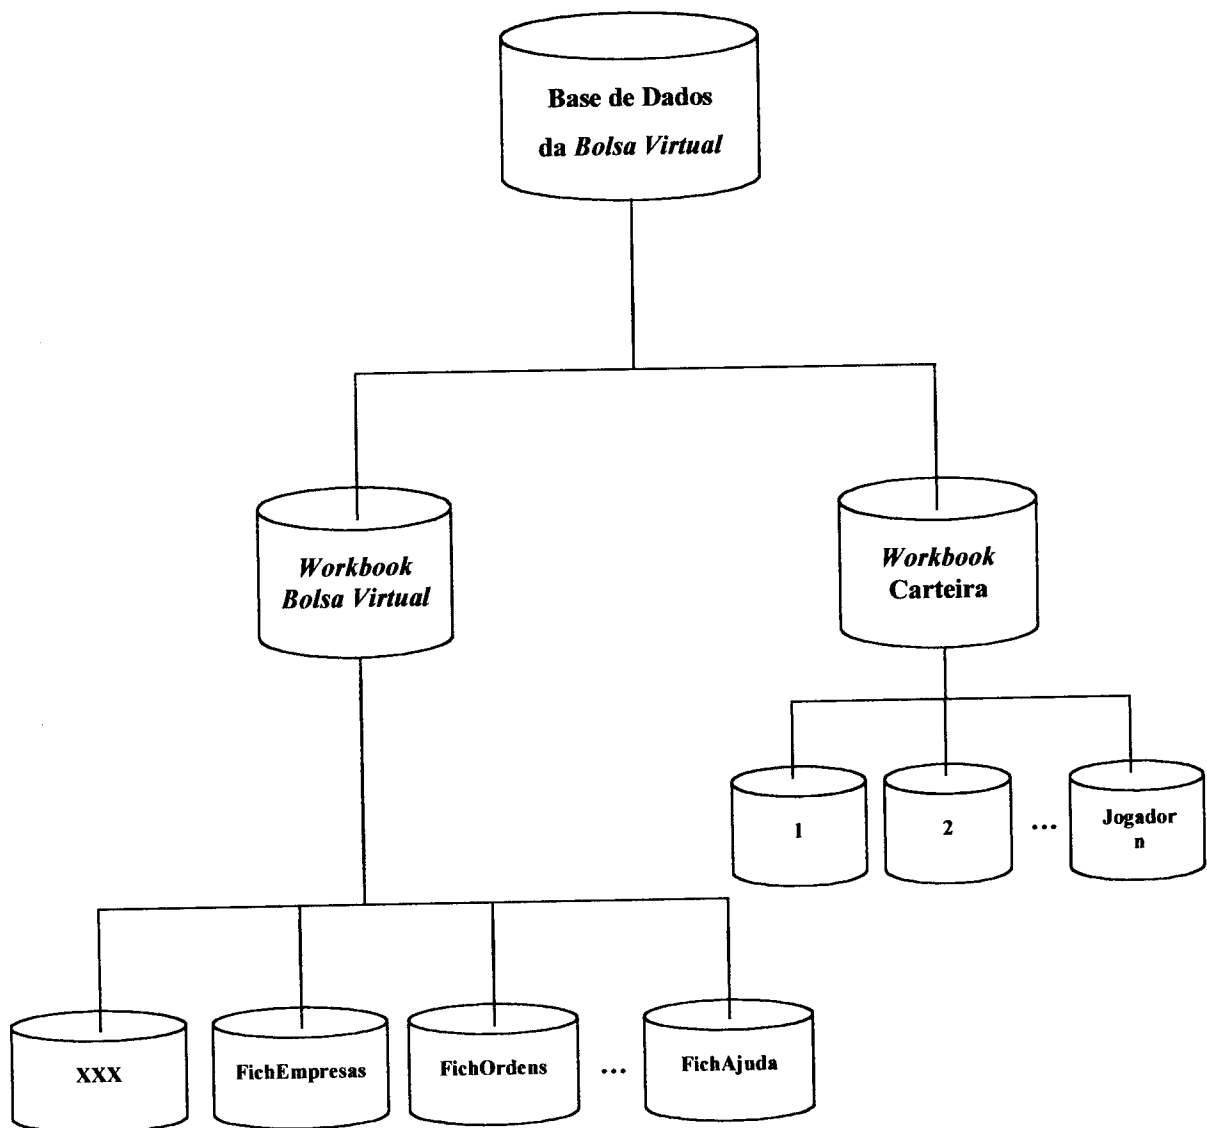 Base de Dados
da Bolsa Virtual
Workbook
Bolsa Virtual
Workbook
Carteira
1
2
...
Jogador
n
XXX
FichEmpresas
FichOrdens
...
FichAjuda